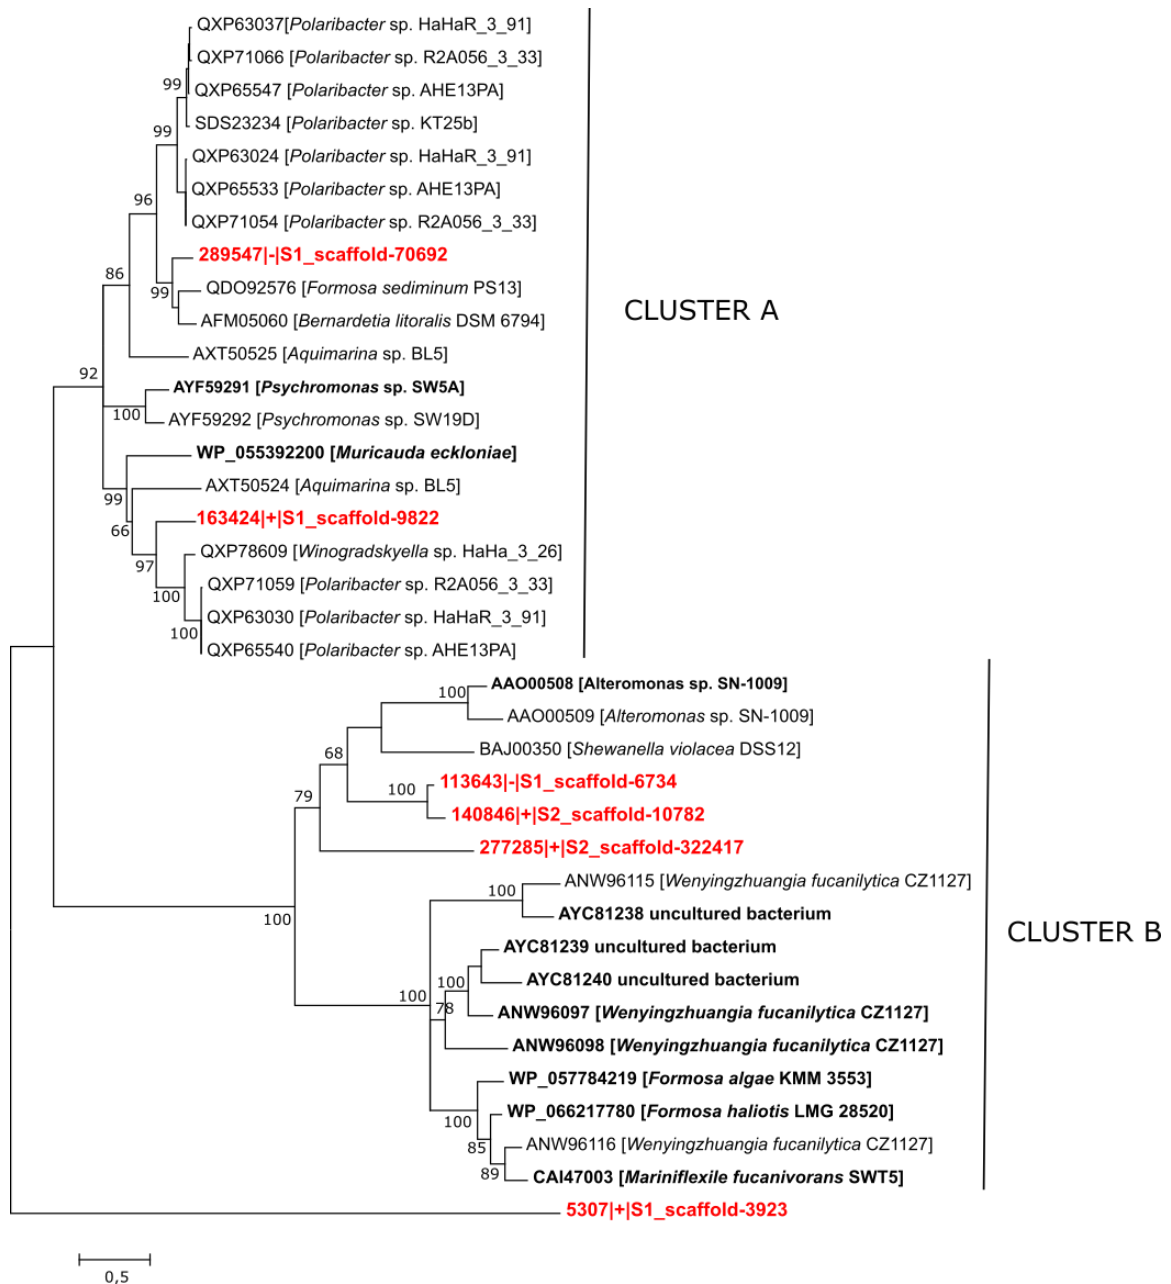 QXP63037[Polaribacter sp. HaHaR_3_91]
QXP71066 [Polaribacter sp. R2A056_3_33]
99
QXP65547 [Polaribacter sp. AHE13PA]
SDS23234 [Polaribacter sp. KT25b]
99
QXP63024 [Polaribacter sp. HaHaR_3_91]
QXP65533 [Polaribacter sp. AHE13PA]
96
QXP71054 [Polaribacter sp. R2A056_3_33]
289547|-|S1_scaffold-70692
86
QDO92576 [Formosa sediminum PS13]
99
CLUSTER A
AFM05060 [Bernardetia litoralis DSM 6794]
AXT50525 [Aquimarina sp. BL5]
92
AYF59291 [Psychromonas sp. SW5A]
100
AYF59292 [Psychromonas sp. SW19D]
WP_055392200 [Muricauda eckloniae]
AXT50524 [Aquimarina sp. BL5]
99
163424|+|S1_scaffold-9822
66
QXP78609 [Winogradskyella sp. HaHa_3_26]
97
QXP71059 [Polaribacter sp. R2A056_3_33]
100
QXP63030 [Polaribacter sp. HaHaR_3_91]
100
QXP65540 [Polaribacter sp. AHE13PA]
AAO00508 [Alteromonas sp. SN-1009]
100
AAO00509 [Alteromonas sp. SN-1009]
BAJ00350 [Shewanella violacea DSS12]
68
113643|-|S1_scaffold-6734
100
79
140846|+|S2_scaffold-10782
277285|+|S2_scaffold-322417
ANW96115 [Wenyingzhuangia fucanilytica CZ1127]
100
AYC81238 uncultured bacterium
100
CLUSTER B
AYC81239 uncultured bacterium
AYC81240 uncultured bacterium
100
100
78
ANW96097 [Wenyingzhuangia fucanilytica CZ1127]
ANW96098 [Wenyingzhuangia fucanilytica CZ1127]
WP_057784219 [Formosa algae KMM 3553]
WP_066217780 [Formosa haliotis LMG 28520]
100
ANW96116 [Wenyingzhuangia fucanilytica CZ1127]
85
89
CAI47003 [Mariniflexile fucanivorans SWT5]
5307|+|S1_scaffold-3923
0,5